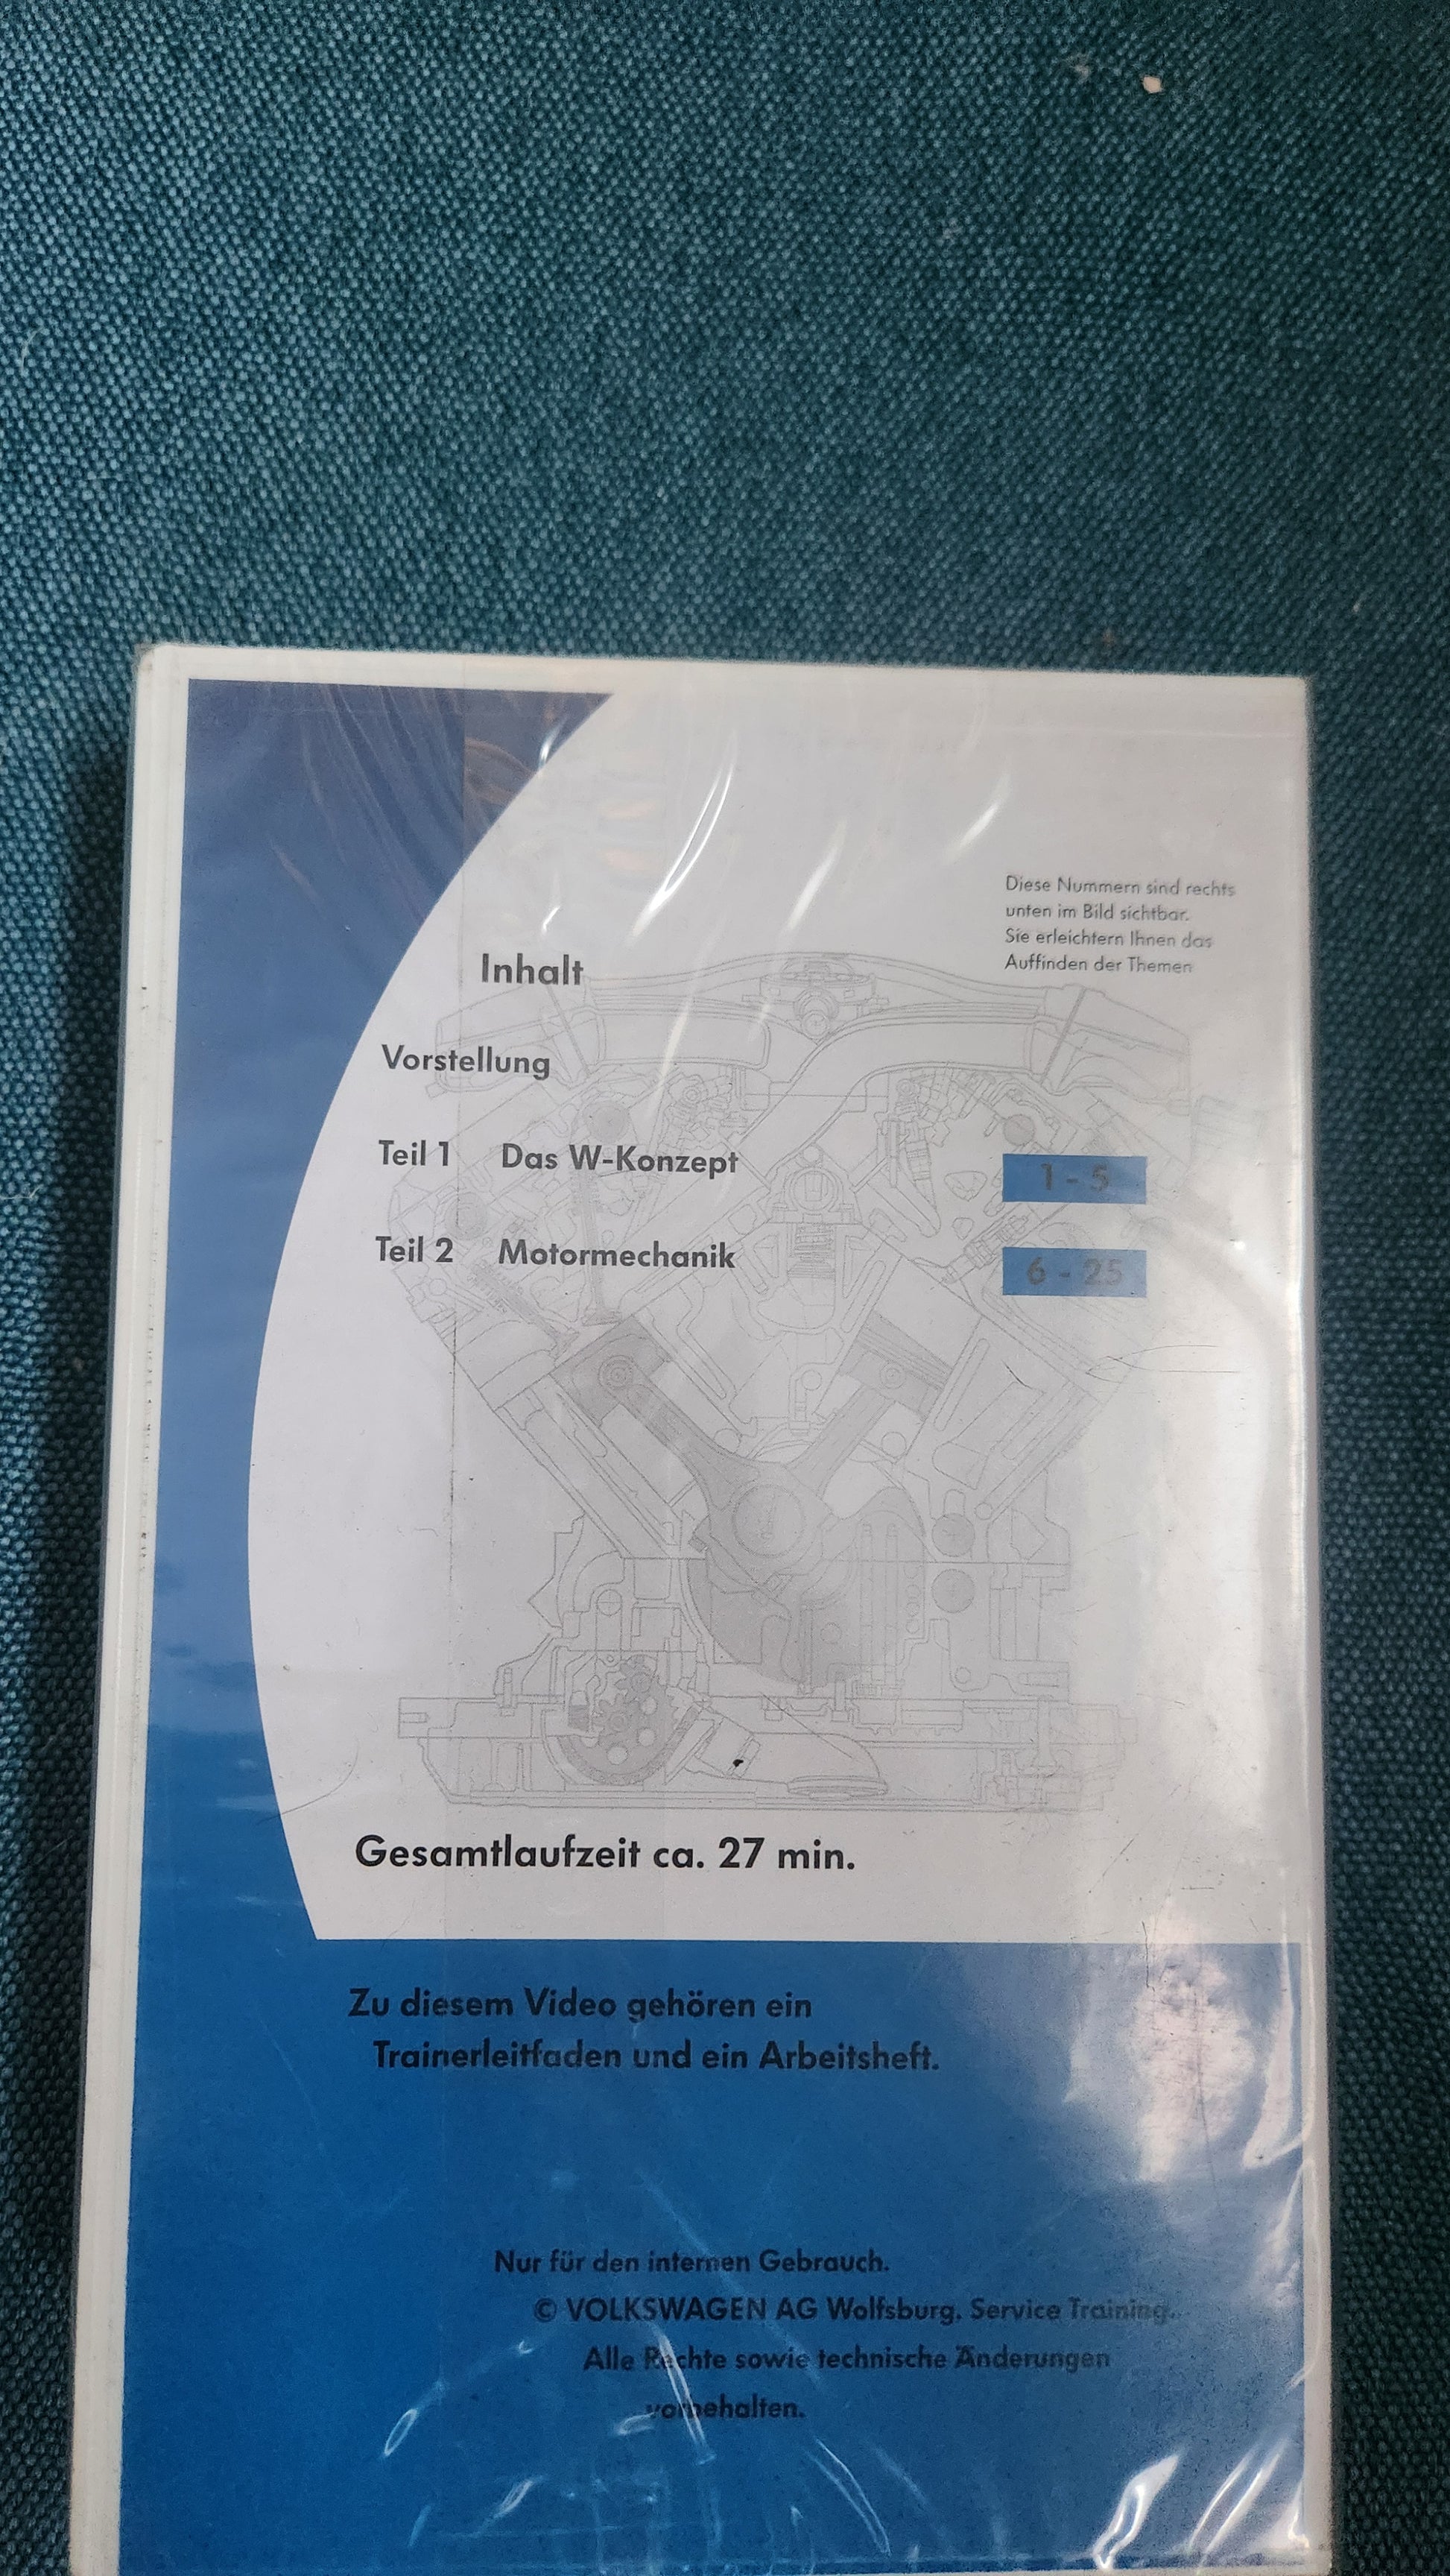 Diese Nummern sind rechts
unten im Bild sichtbar.
Sie erleichtern Ihnen das
Auffinden der Themen
Inhalt
Vorstellung
Teil 1 Das W-Konzept 1 - 5
Teil 2 Motormechanik 6 - 25
Gesamtlaufzeit ca. 27 min.
Zu diesem Video gehören ein
Trainerleitfaden und ein Arbeitsheft.
Nur für den internen Gebrauch.
© VOLKSWAGEN AG Wolfsburg. Service Training.
Alle Rechte sowie technische Änderungen
vorbehalten.